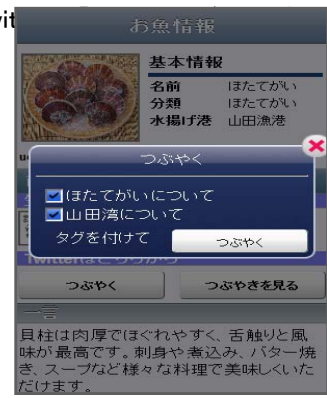 vit
お魚情報
基本情報
名前 ほたてがい
分類 ほたてがい
水揚げ港 山田漁港
つぶやく
ほたてがいについて
山田湾について
タグを付けて つぶやく
つぶやく つぶやきを見る
一言
貝柱は肉厚でほぐれやすく、舌触りと風
味が最高です。刺身や煮込み、バター焼
き、スープなど様々な料理で美味しくいた
だけます。